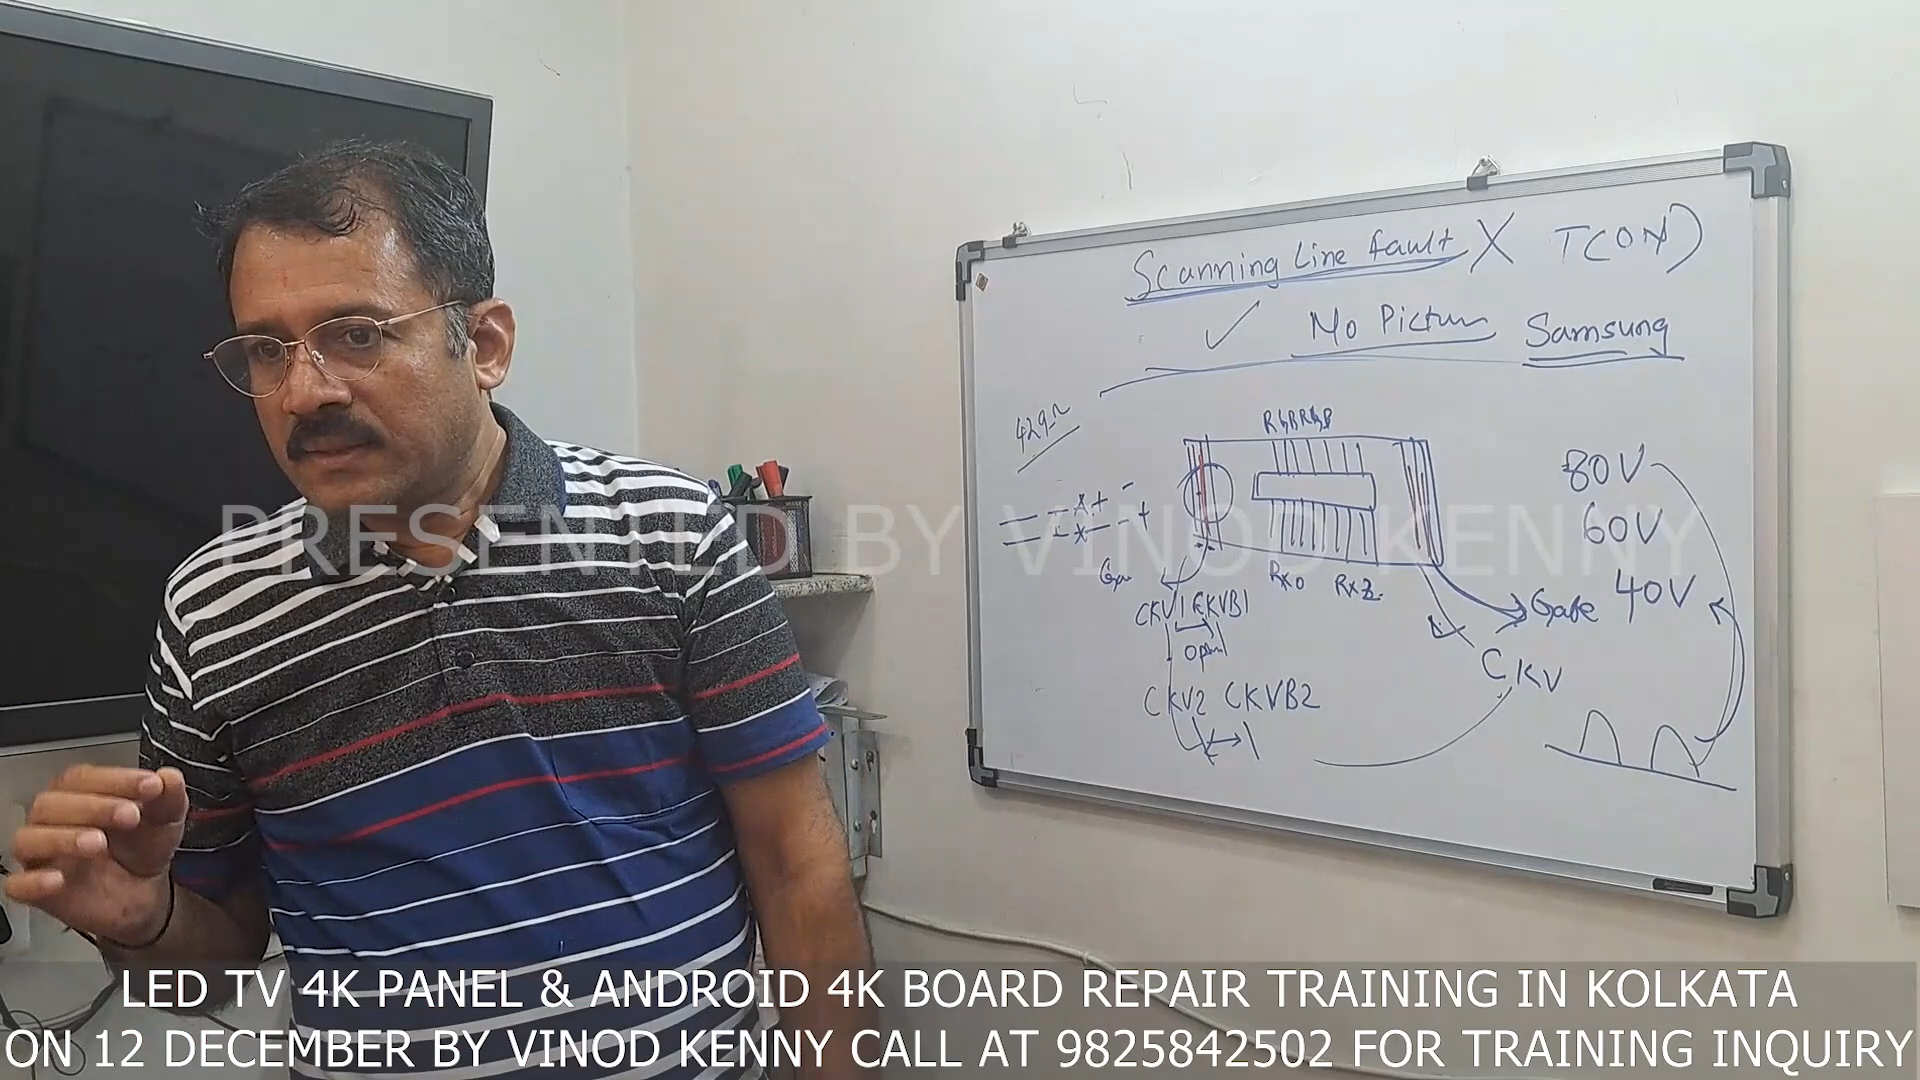 Scanning Line fault X T(ON)
✓ No Pictur Samsung
429Ω
RGBRGB
80V
60V
40V
PRESENTED BY VINOD KENNY
RX0 RX2
Gate
CKV1 CKVB1
Open
CKV
CKV2 CKVB2
LED TV 4K PANEL & ANDROID 4K BOARD REPAIR TRAINING IN KOLKATA
ON 12 DECEMBER BY VINOD KENNY CALL AT 9825842502 FOR TRAINING INQUIRY